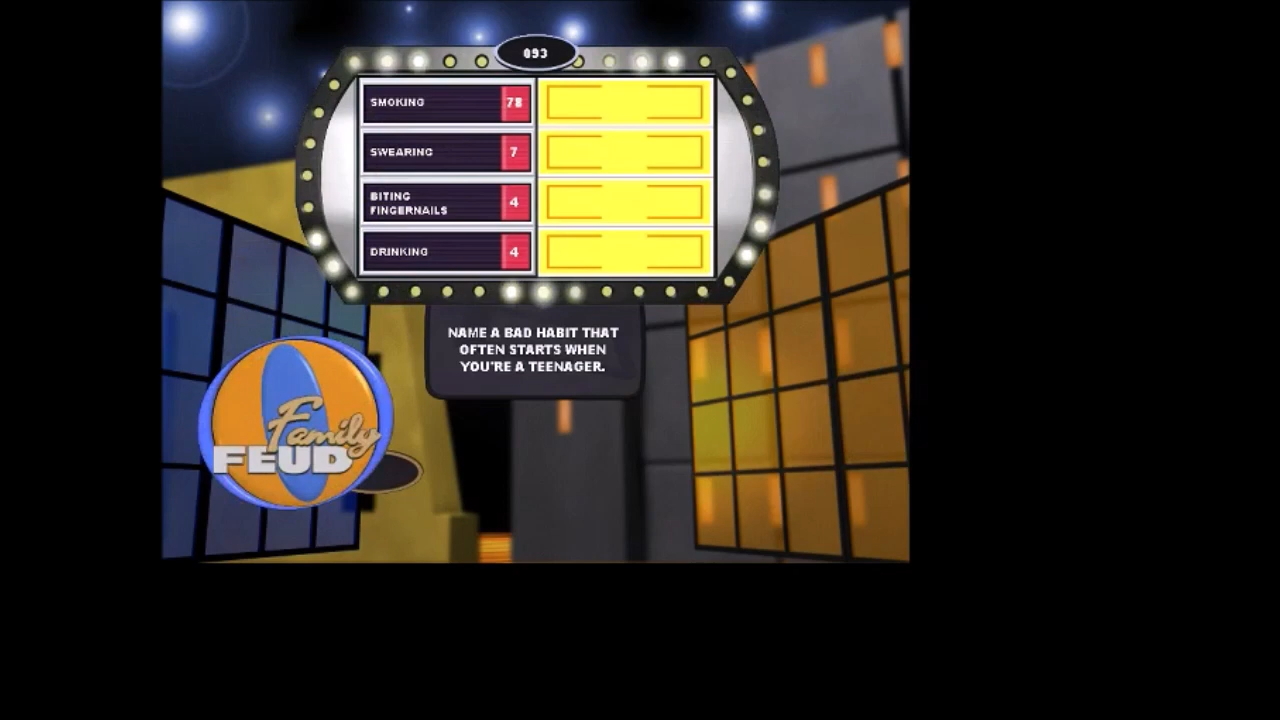 093
SMOKING 78
SWEARING 7
BITING
FINGERNAILS 4
DRINKING 4
NAME A BAD HABIT THAT
OFTEN STARTS WHEN
YOU'RE A TEENAGER.
Family
FEUD